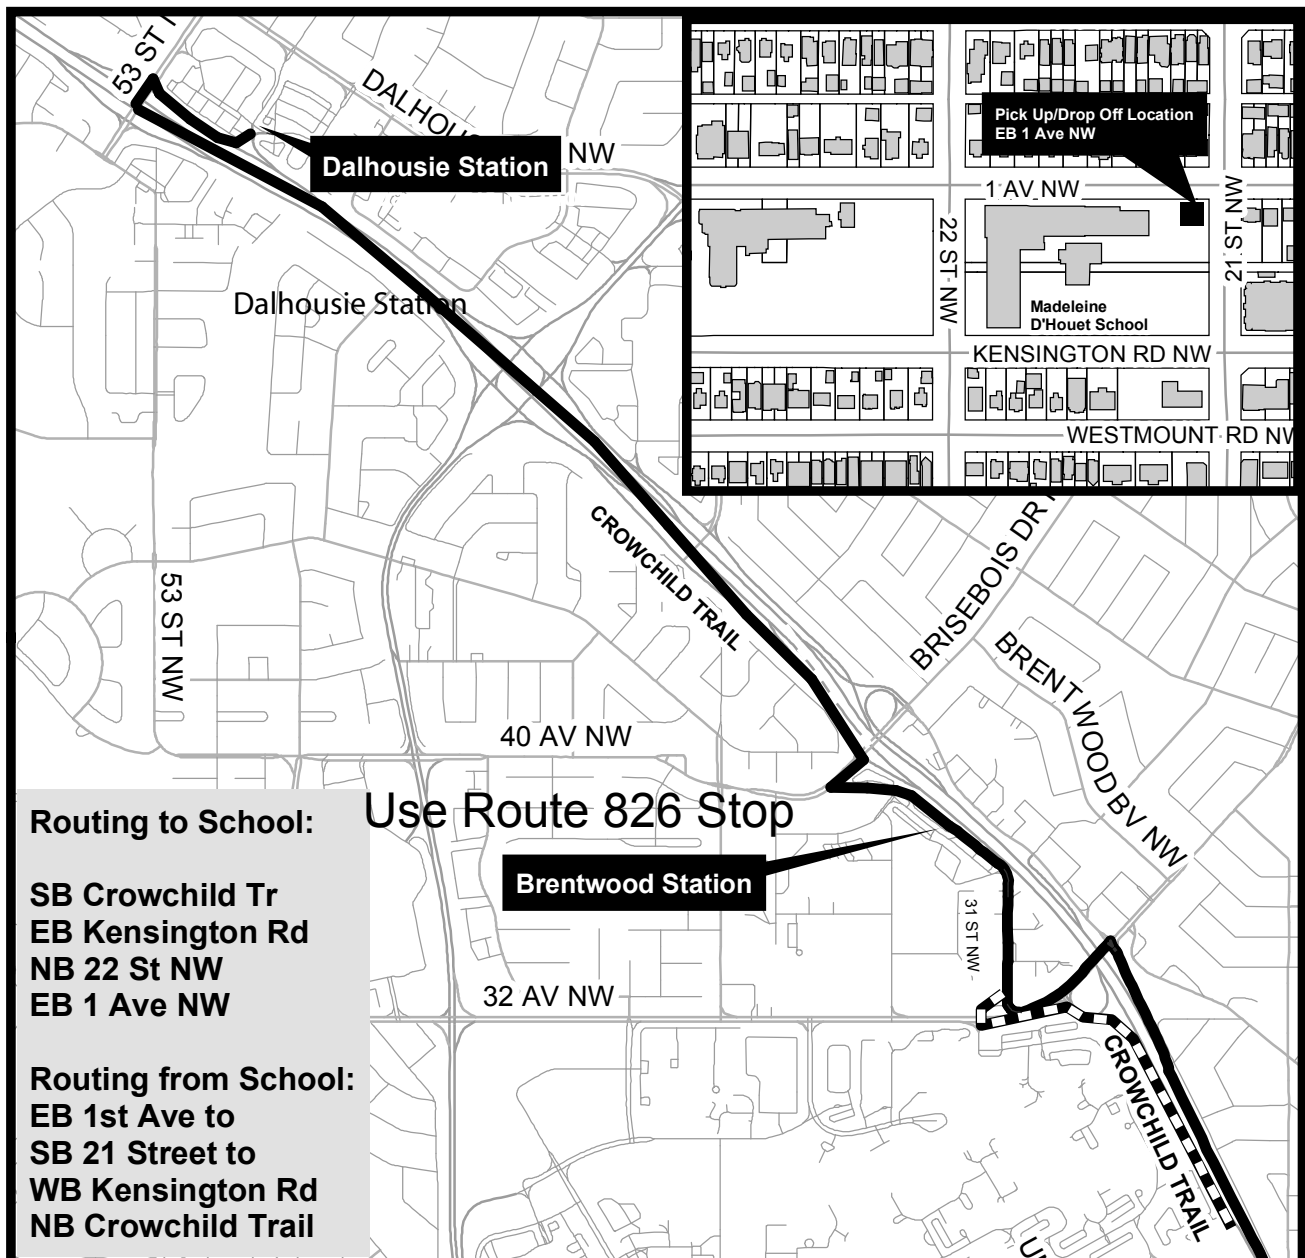 53 ST
DALHOU
NW
Dalhousie Station
Dalhousie Station
Pick Up/Drop Off Location
EB 1 Ave NW
1 AV NW
22 ST NW
21 ST NW
Madeleine
D'Houet School
KENSINGTON RD NW
WESTMOUNT RD NW
CROWCHILD TRAIL
BRISEBOIS DR
BRENTWOOD BV NW
53 ST NW
40 AV NW
Use Route 826 Stop
Brentwood Station
31 ST NW
32 AV NW
CROWCHILD TRAIL
Routing to School:
SB Crowchild Tr
EB Kensington Rd
NB 22 St NW
EB 1 Ave NW
Routing from School:
EB 1st Ave to
SB 21 Street to
WB Kensington Rd
NB Crowchild Trail